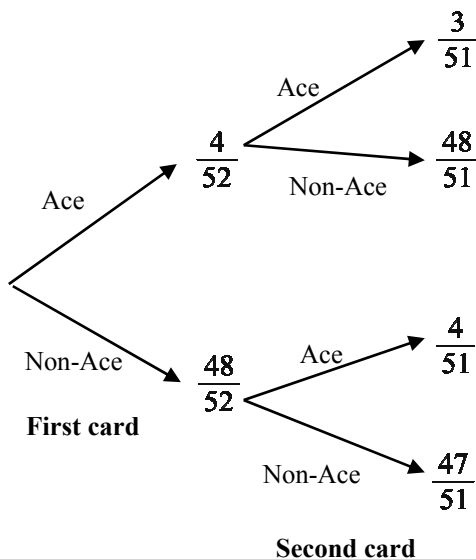 3
51
Ace
4
52
48
51
Non-Ace
Ace
Non-Ace
48
52
Ace
4
51
First card
Non-Ace
47
51
Second card